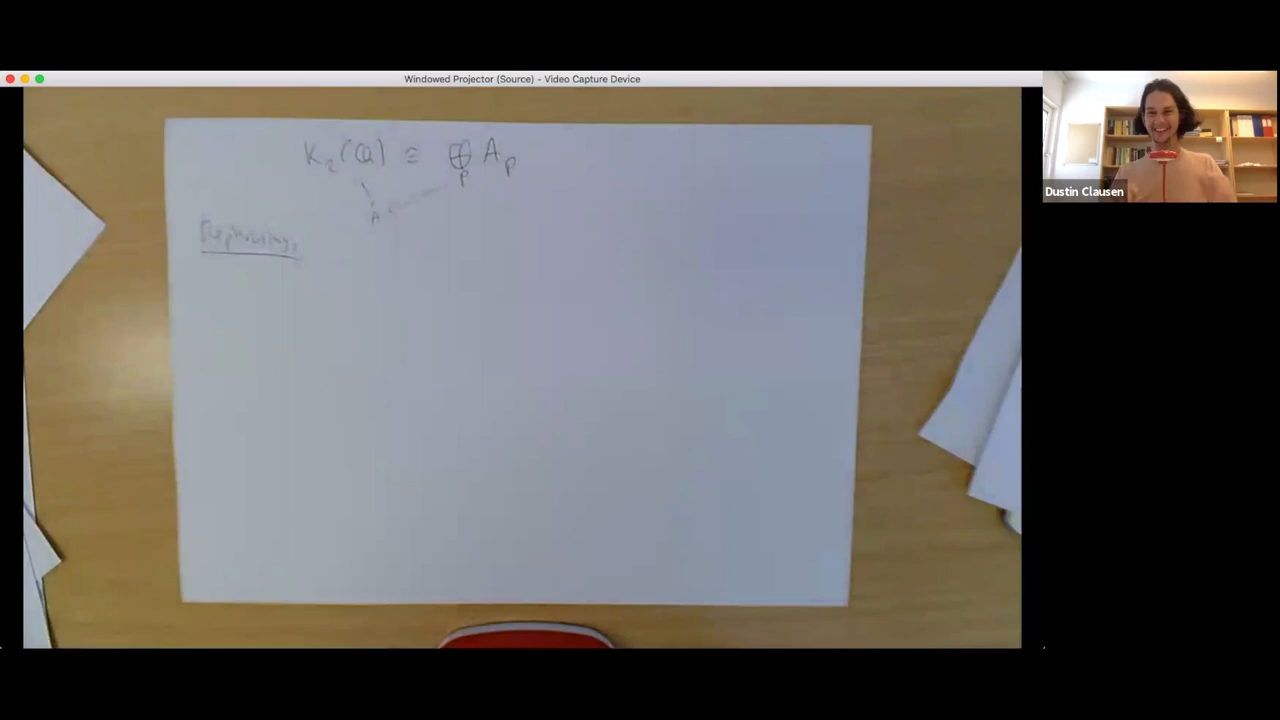 Windowed Projector (Source) - Video Capture Device
K₂(ℚ) ≅ ⊕ₚ Aₚ
Dustin Clausen